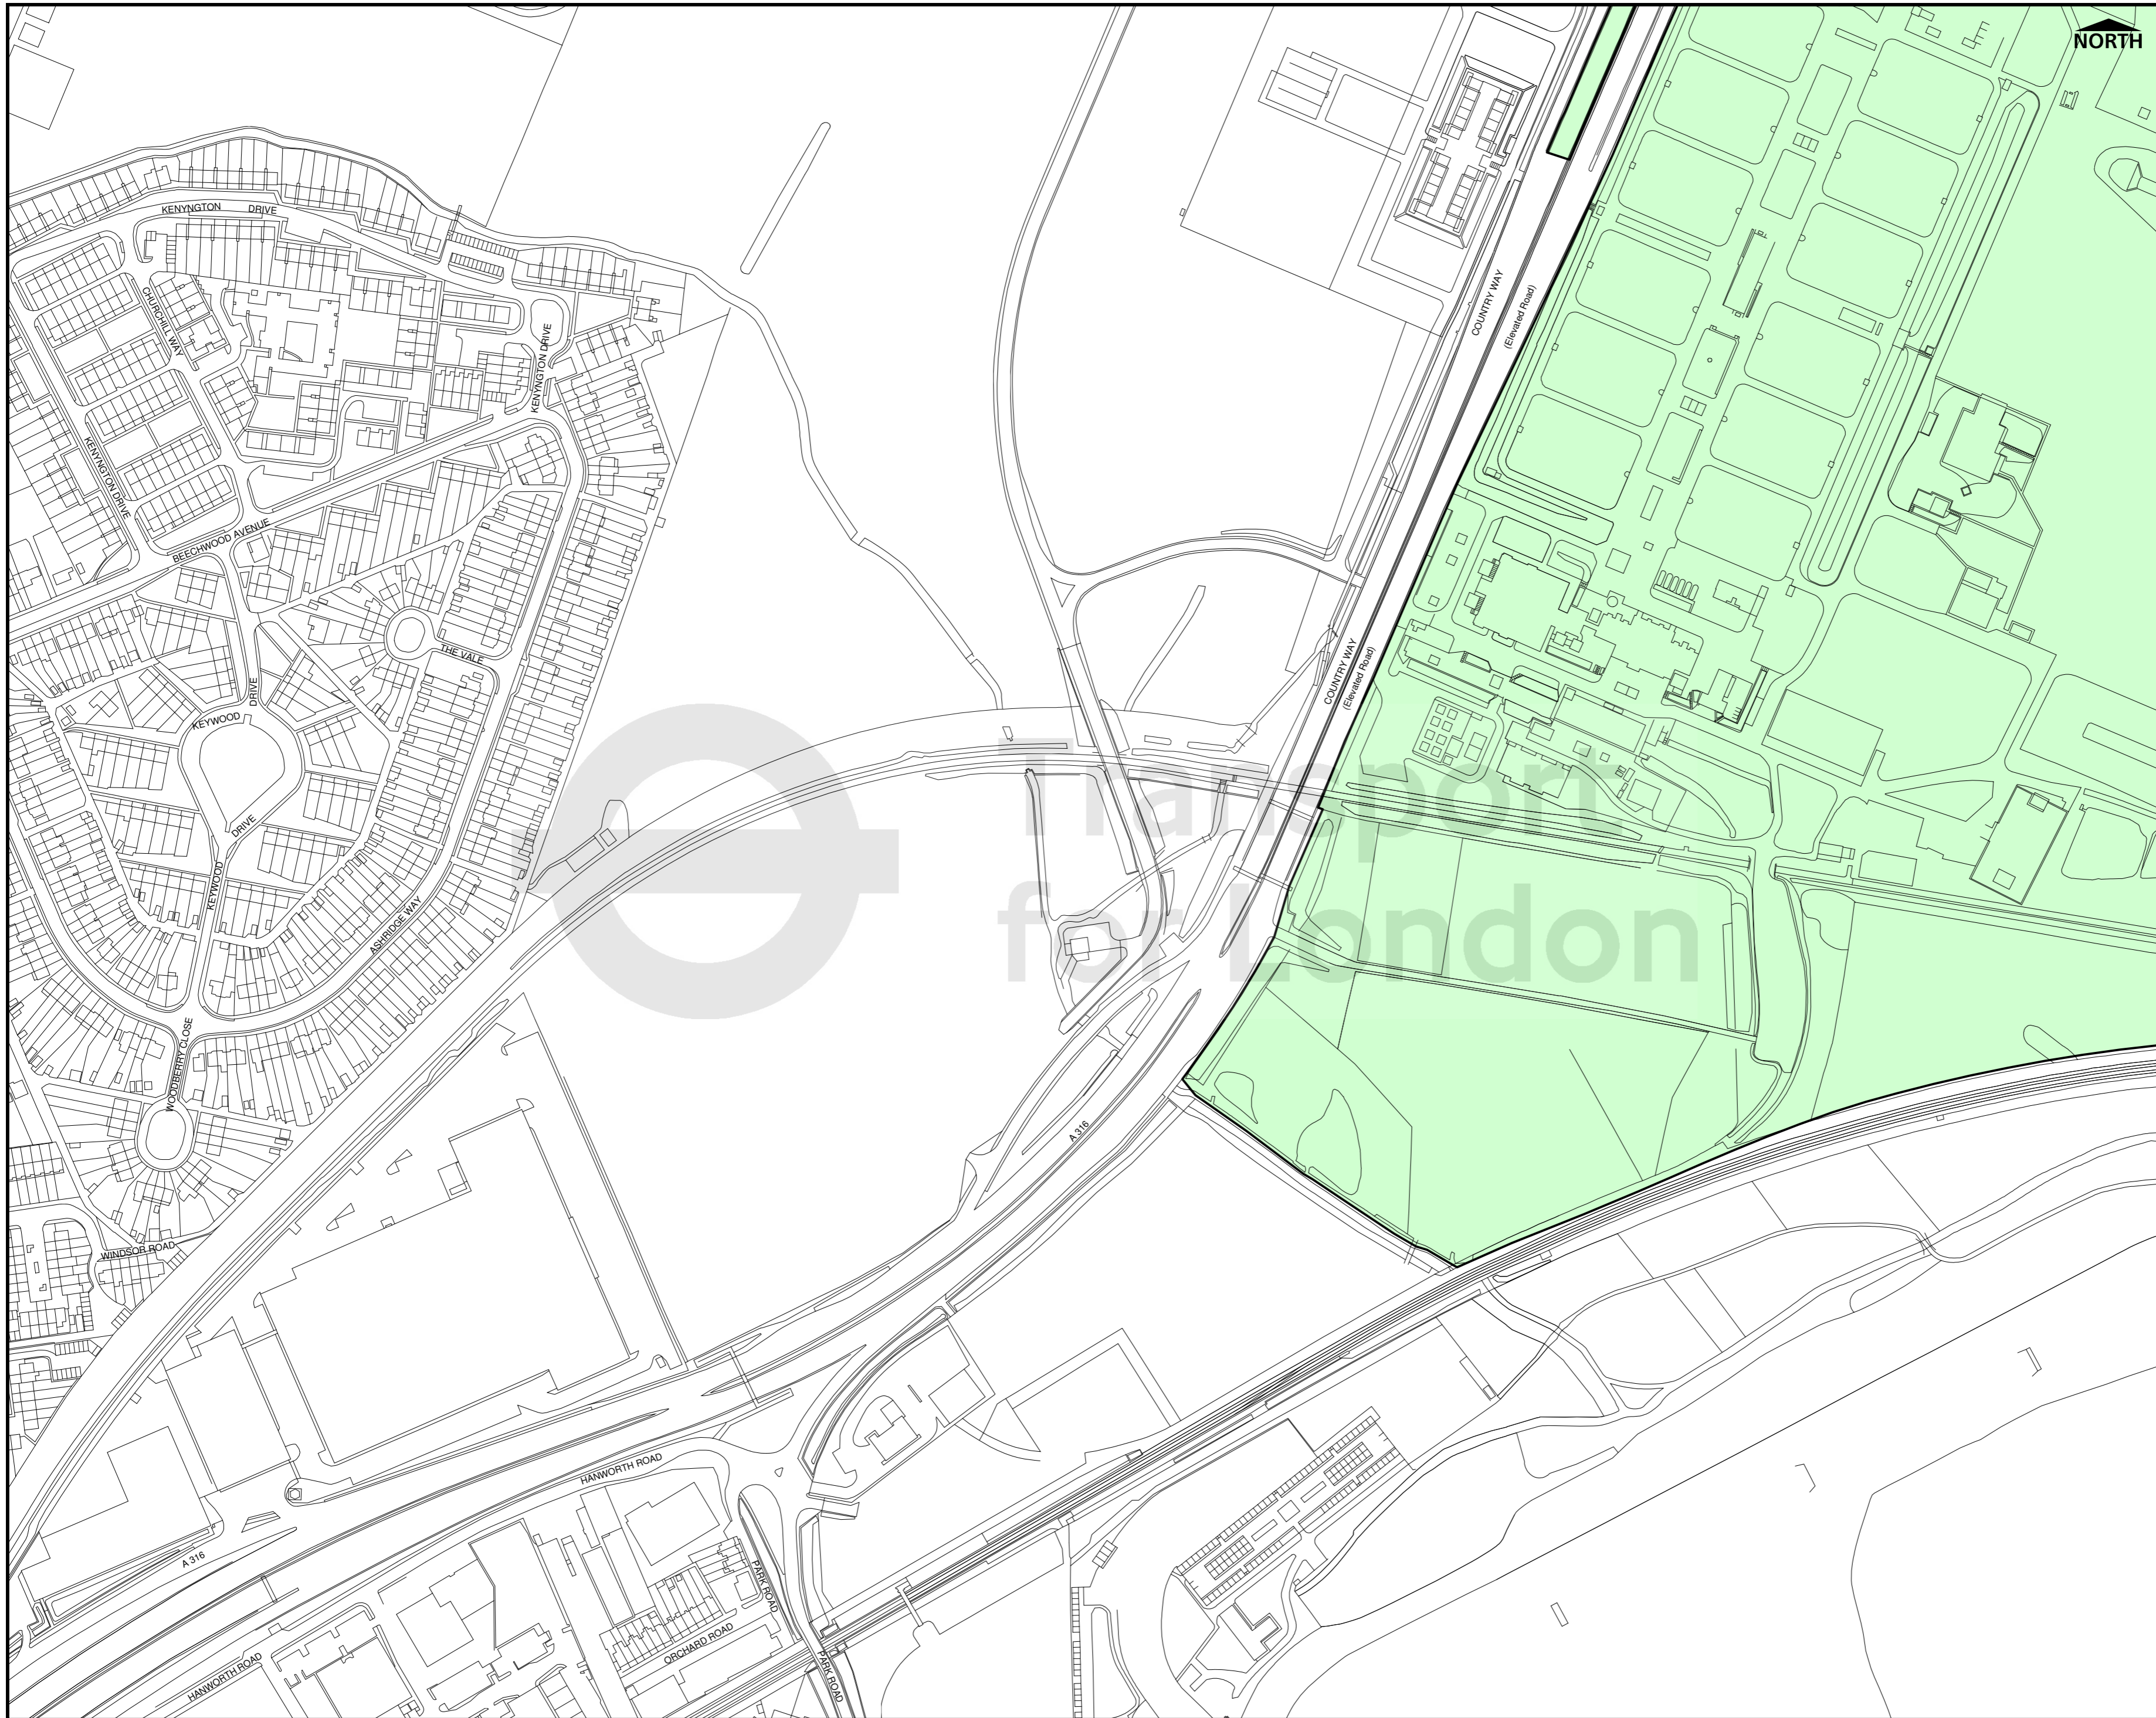 NORTH
KENYNGTON DRIVE
CHURCHILL WAY
KENYNGTON DRIVE
COUNTRY WAY
(Elevated Road)
KENYNGTON DRIVE
BEECHWOOD AVENUE
THE VALE
COUNTRY WAY
(Elevated Road)
KEYWOOD
DRIVE
DRIVE
KEYWOOD
ASHRIDGE WAY
Transport
for London
WOODBERRY CLOSE
A 316
WINDSOR ROAD
HANWORTH ROAD
A 316
PARK ROAD
ORCHARD ROAD
HANWORTH ROAD
PARK ROAD